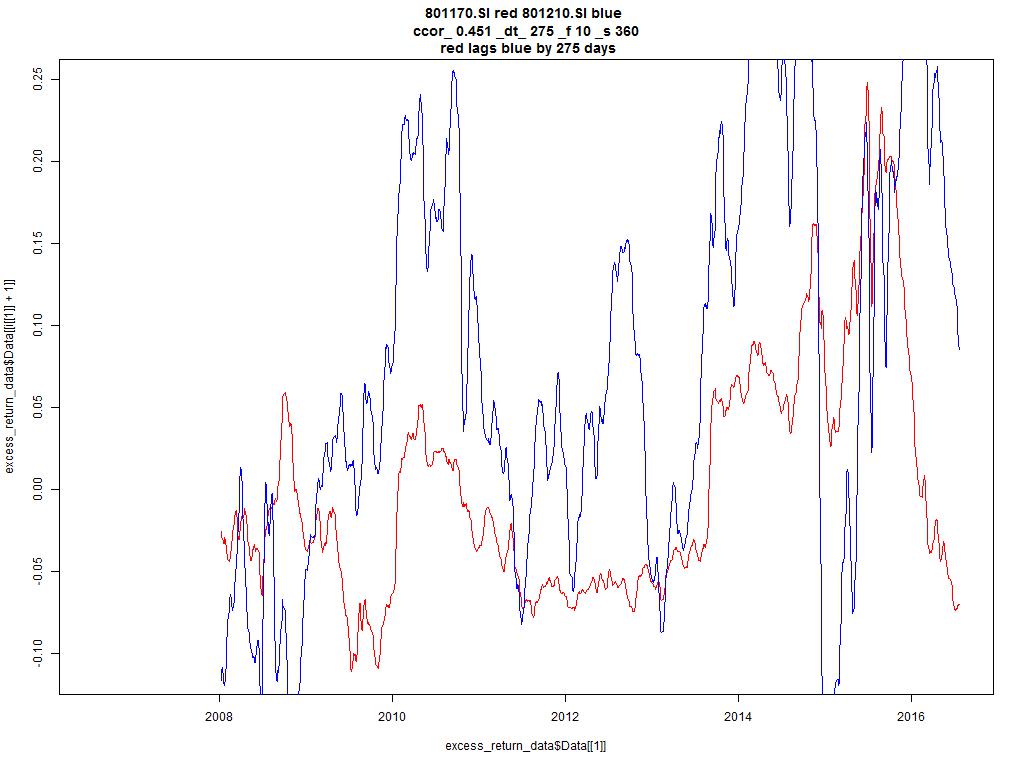 801170.SI red 801210.SI blue
ccor_ 0.451 _dt_ 275 _f 10 _s 360
red lags blue by 275 days
excess_return_data$Data[[i[[1]] + 1]]
0.25
0.20
0.15
0.10
0.05
0.00
-0.05
-0.10
2008
2010
2012
2014
2016
excess_return_data$Data[[1]]